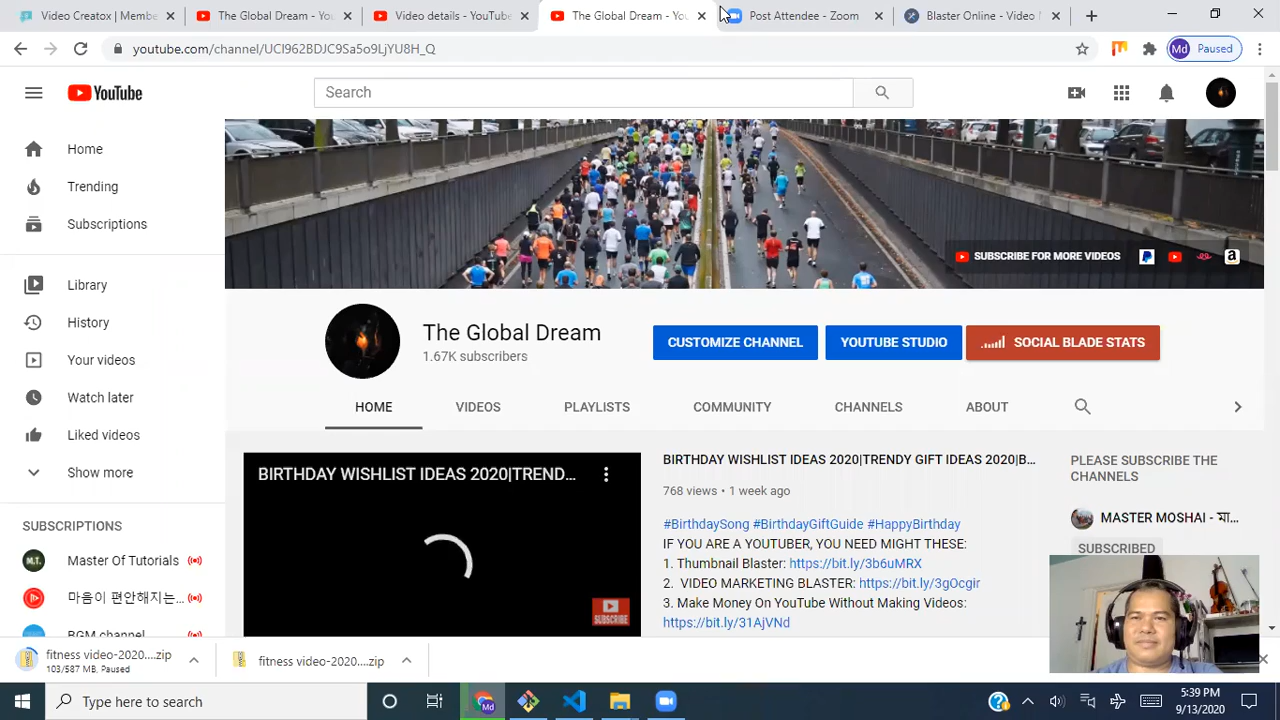 Video Creatox | Membe
The Global Dream - You
Video details - YouTube
The Global Dream - You
Post Attendee - Zoom
Blaster Online - Video M
youtube.com/channel/UCI962BDJC9Sa5o9LjYU8H_Q
Md Paused
YouTube
Search
Home
Trending
Subscriptions
Library
History
Your videos
Watch later
Liked videos
Show more
SUBSCRIPTIONS
M.T. Master Of Tutorials
마음이 편안해지는...
BGM channel
SUBSCRIBE FOR MORE VIDEOS
The Global Dream
1.67K subscribers
CUSTOMIZE CHANNEL
YOUTUBE STUDIO
SOCIAL BLADE STATS
HOME
VIDEOS
PLAYLISTS
COMMUNITY
CHANNELS
ABOUT
BIRTHDAY WISHLIST IDEAS 2020|TREND...
SUBSCRIBE
BIRTHDAY WISHLIST IDEAS 2020|TRENDY GIFT IDEAS 2020|B...
768 views • 1 week ago
#BirthdaySong #BirthdayGiftGuide #HappyBirthday
IF YOU ARE A YOUTUBER, YOU NEED MIGHT THESE:
1. Thumbnail Blaster: https://bit.ly/3b6uMRX
2. VIDEO MARKETING BLASTER: https://bit.ly/3gOcgir
3. Make Money On YouTube Without Making Videos:
https://bit.ly/31AjVNd
PLEASE SUBSCRIBE THE
CHANNELS
MASTER MOSHAI - মা...
SUBSCRIBED
fitness video-2020....zip
103/587 MB, Paused
fitness video-2020....zip
Type here to search
Md
5:39 PM
9/13/2020